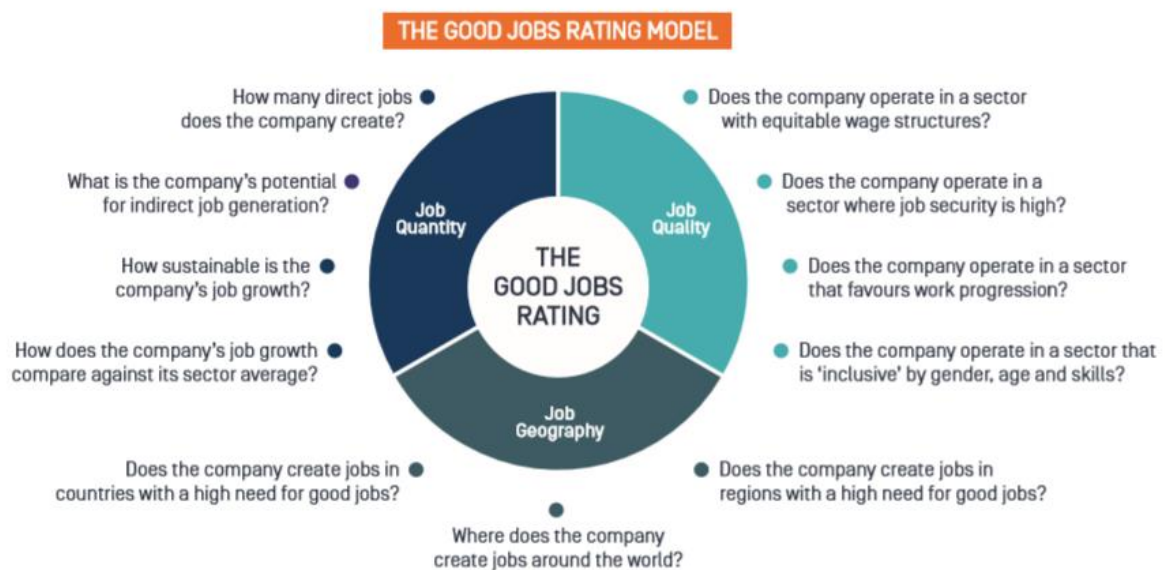 THE GOOD JOBS RATING MODEL
How many direct jobs
does the company create?
What is the company's potential
for indirect job generation?
How sustainable is the
company's job growth?
How does the company's job growth
compare against its sector average?
Job
Quantity
THE
GOOD JOBS
RATING
Job
Quality
Job
Geography
Does the company operate in a sector
with equitable wage structures?
Does the company operate in a
sector where job security is high?
Does the company operate in a sector
that favours work progression?
Does the company operate in a sector that
is 'inclusive' by gender, age and skills?
Does the company create jobs in
countries with a high need for good jobs?
Where does the company
create jobs around the world?
Does the company create jobs in
regions with a high need for good jobs?